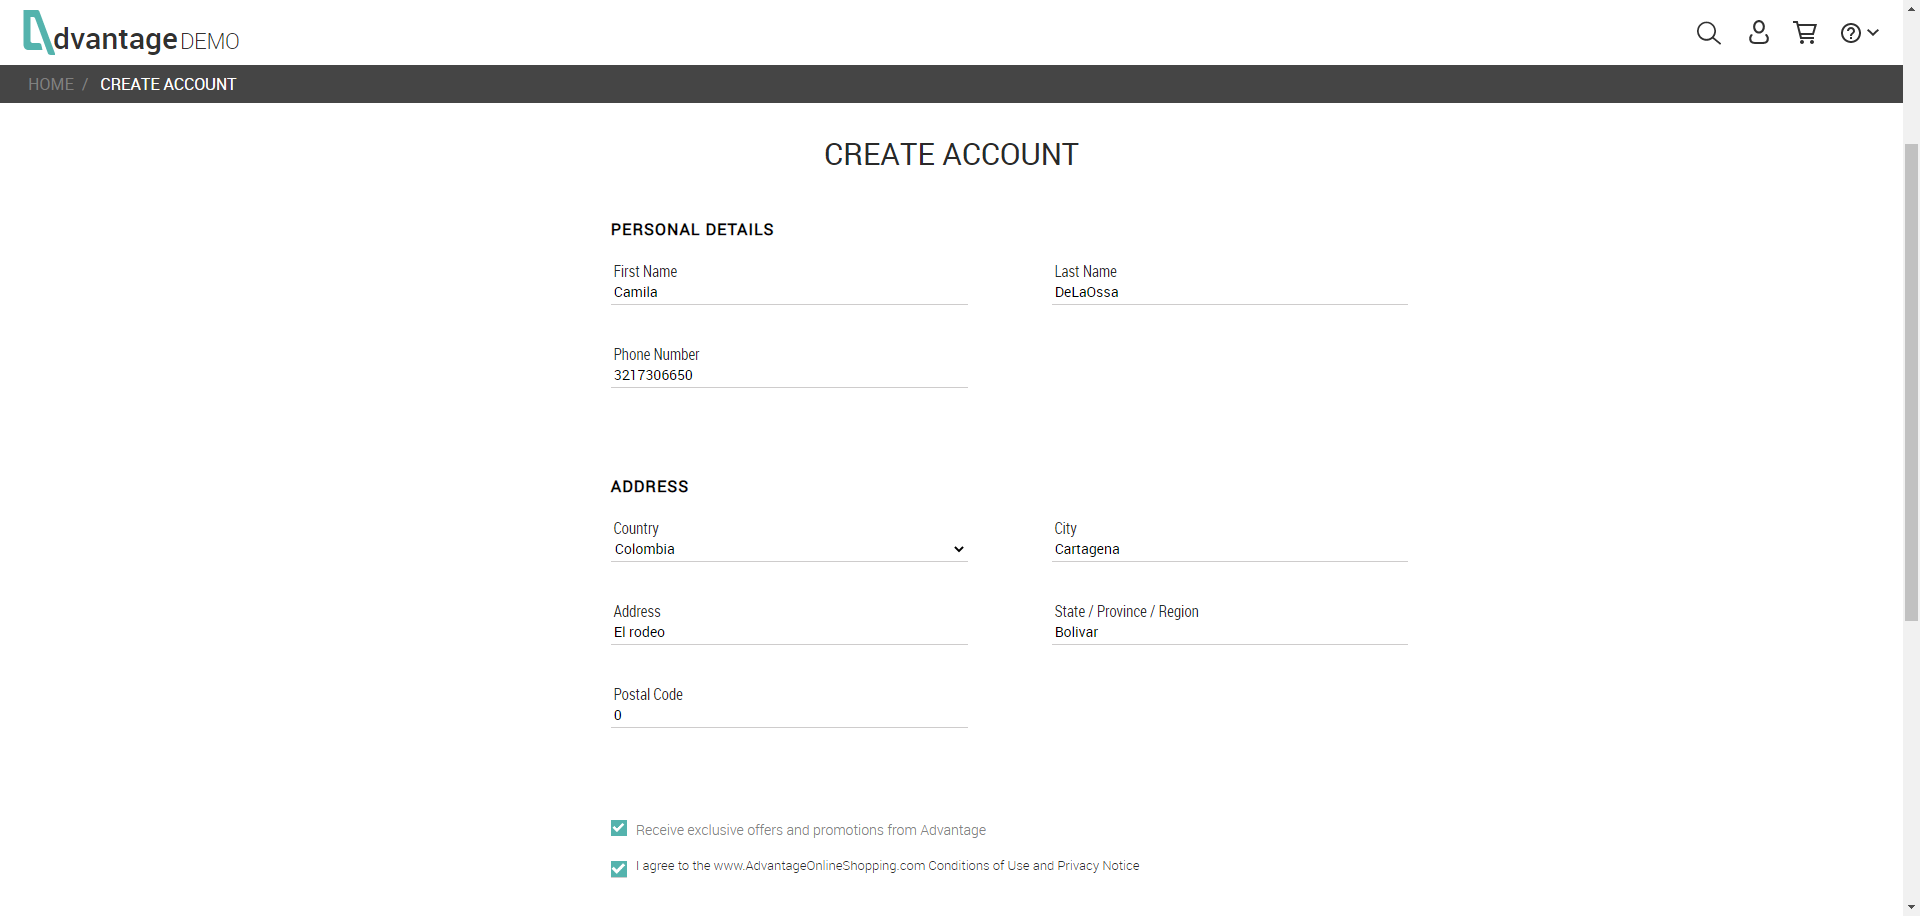 dvantage DEMO
HOME / CREATE ACCOUNT
CREATE ACCOUNT
PERSONAL DETAILS
First Name
Camila
Last Name
DeLaOssa
Phone Number
3217306650
ADDRESS
Country
Colombia
City
Cartagena
Address
El rodeo
State / Province / Region
Bolivar
Postal Code
0
Receive exclusive offers and promotions from Advantage
I agree to the www.AdvantageOnlineShopping.com Conditions of Use and Privacy Notice